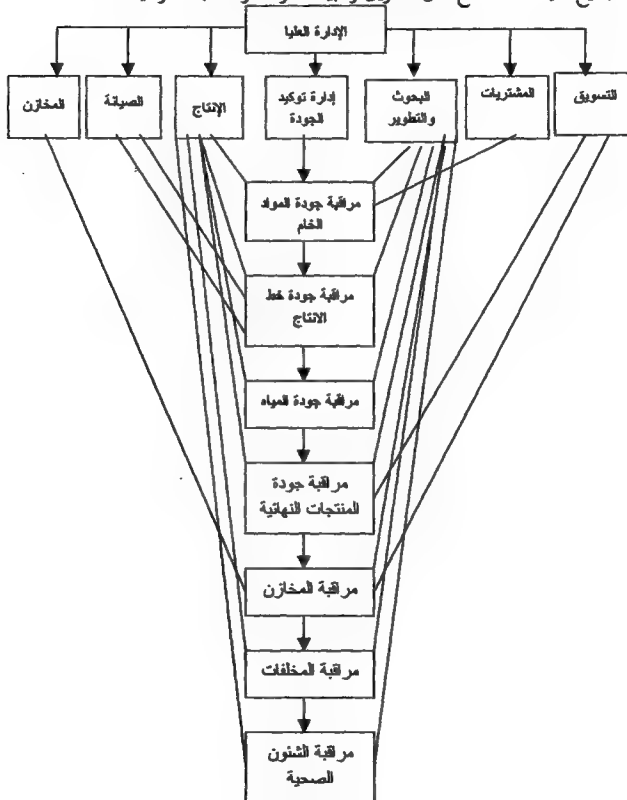 الإدارة العليا
التسويق
المشتريات
البحوث
والتطوير
إدارة توكيد
الجودة
الإنتاج
الصيانة
المخازن
مراقبة جودة المواد
الخام
مراقبة جودة خط
الانتاج
مراقبة جودة المياه
مراقبة جودة
المنتجات النهائية
مراقبة المخازن
مراقبة المخلفات
مراقبة الشئون
الصحية